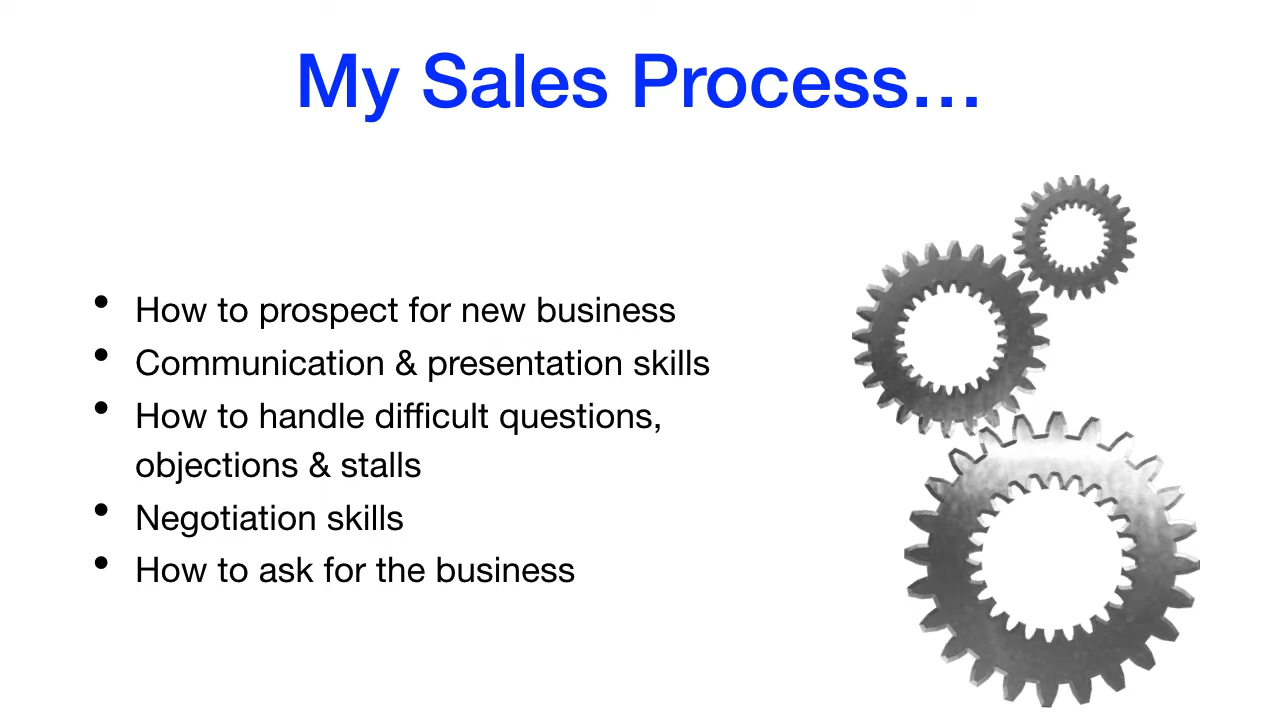 My Sales Process…
• How to prospect for new business
• Communication & presentation skills
• How to handle difficult questions,
objections & stalls
• Negotiation skills
• How to ask for the business